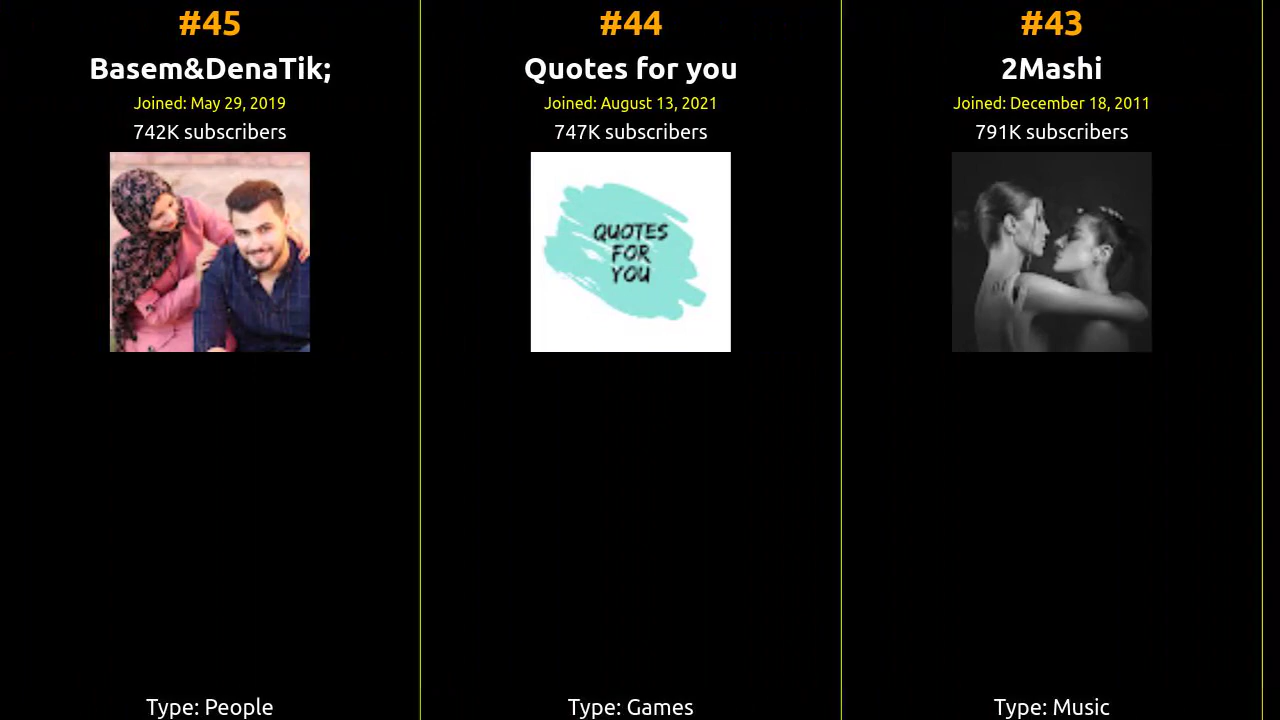 #45
Basem&DenaTik;
Joined: May 29, 2019
742K subscribers
Type: People
#44
Quotes for you
Joined: August 13, 2021
747K subscribers
QUOTES
FOR
YOU
Type: Games
#43
2Mashi
Joined: December 18, 2011
791K subscribers
Type: Music